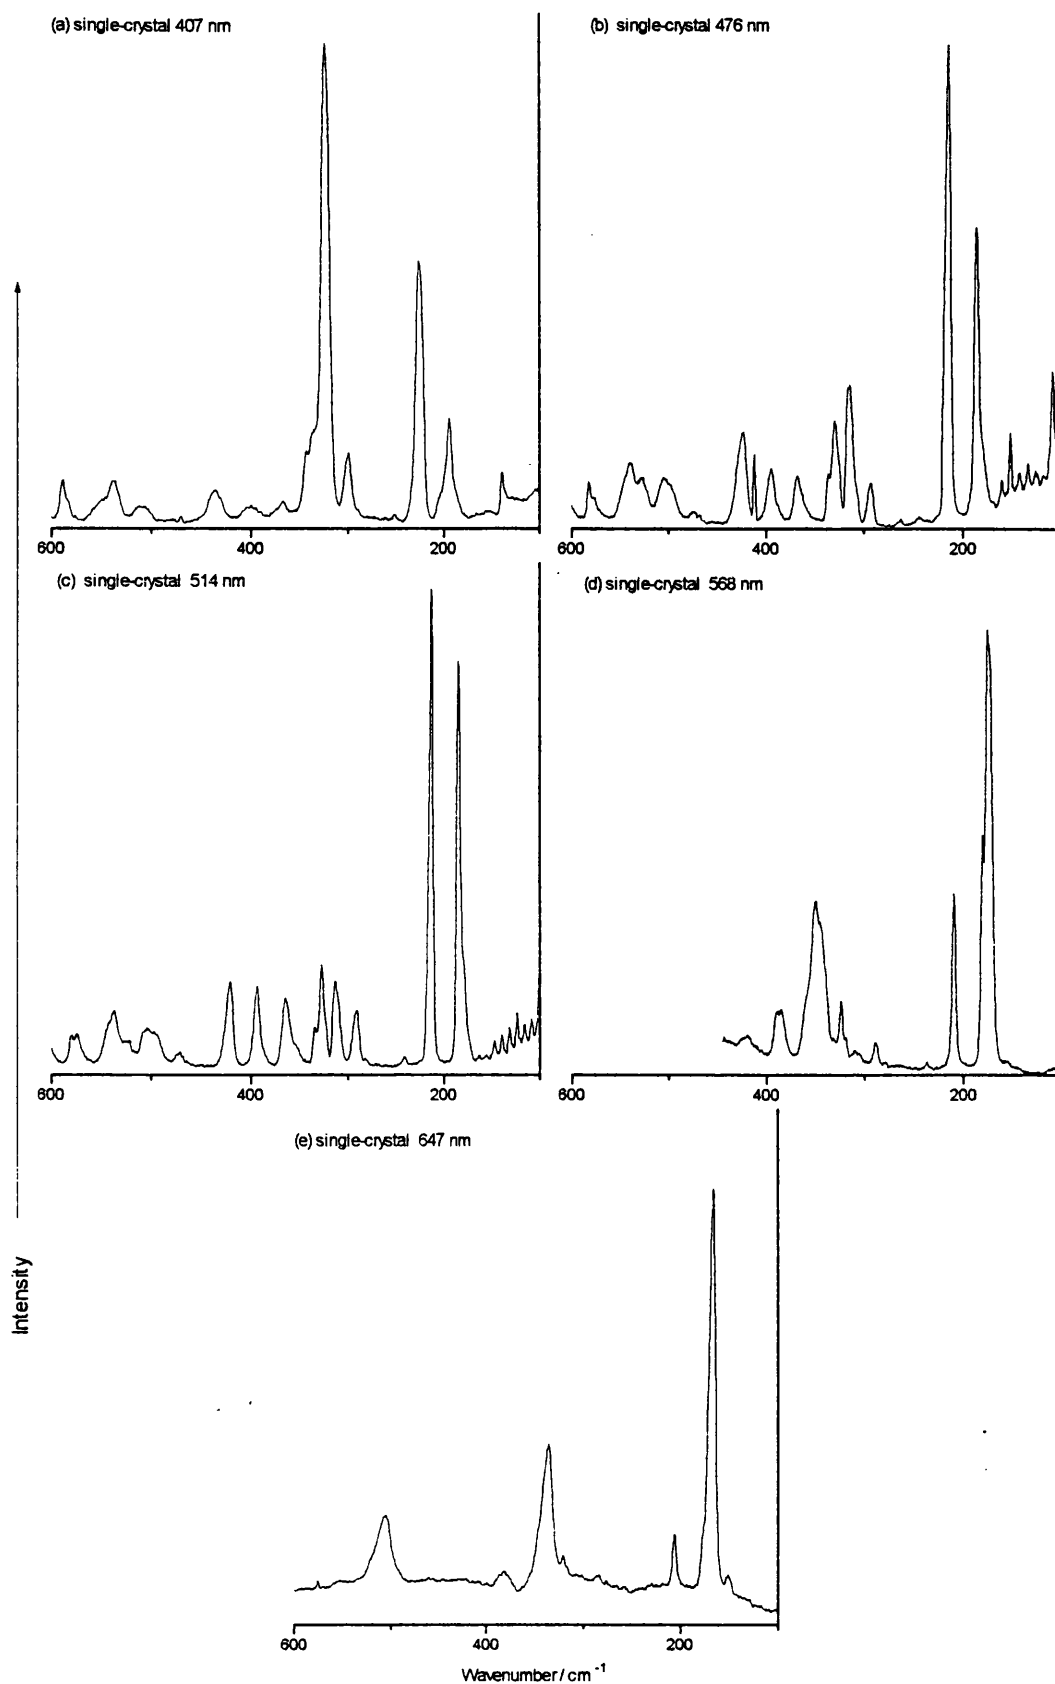 (a) single-crystal 407 nm
(b) single-crystal 476 nm
600 400 200
600 400 200
(c) single-crystal 514 nm
(d) single-crystal 568 nm
600 400 200
600 400 200
(e) single-crystal 647 nm
Intensity
600 400 200
Wavenumber / cm⁻¹